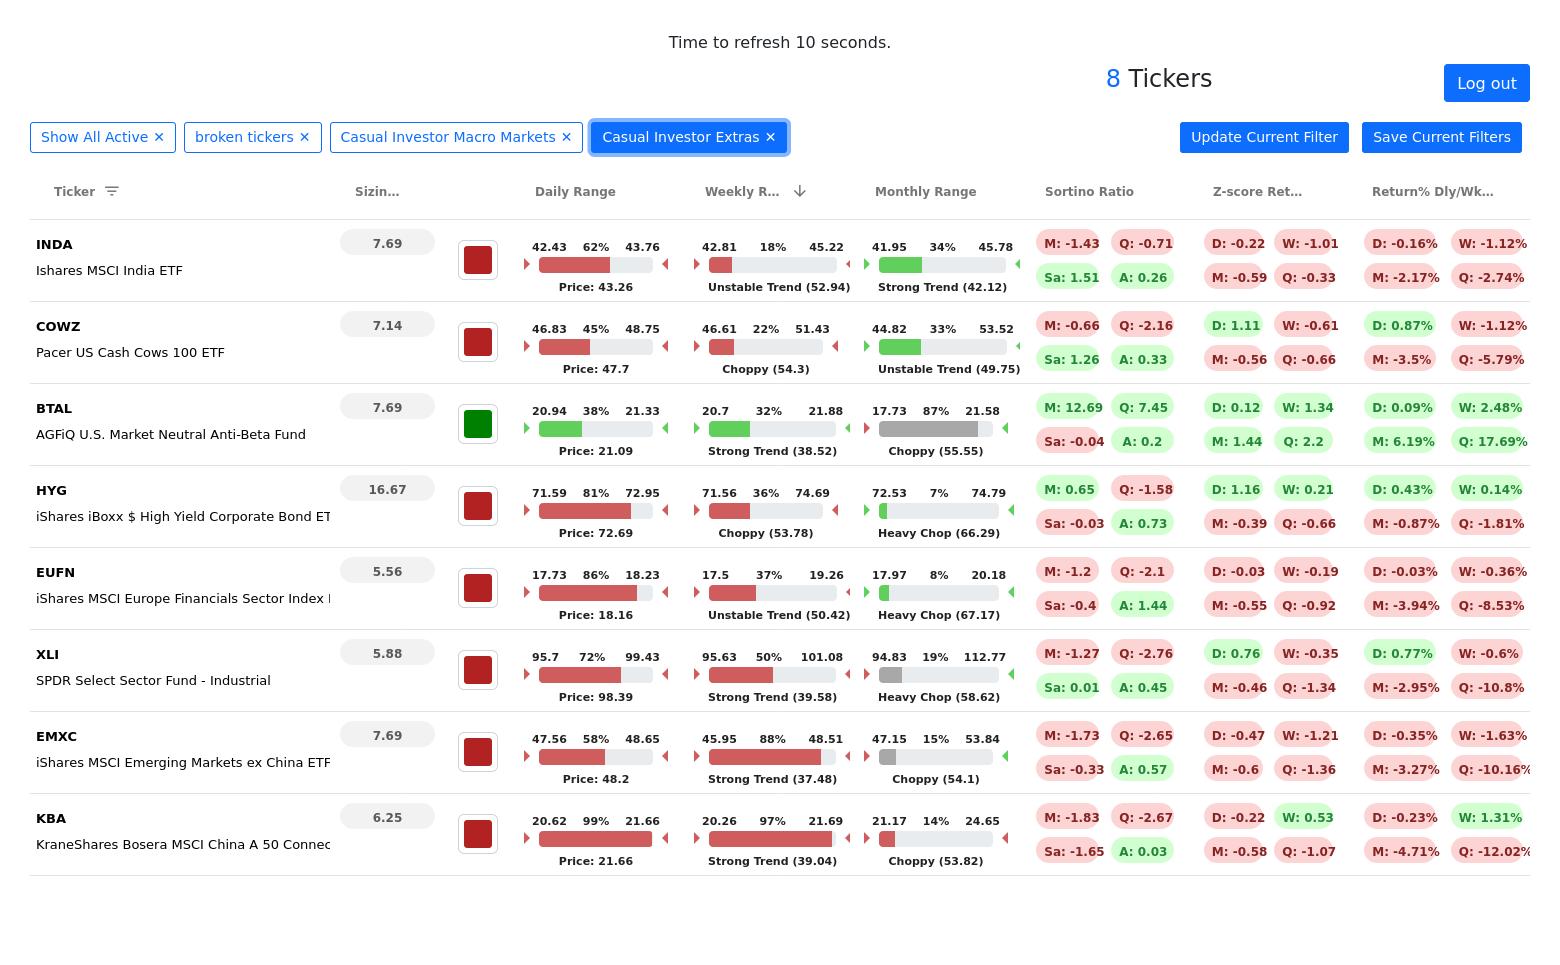 Time to refresh 10 seconds.
8 Tickers
Log out
Show All Active ✕ broken tickers ✕ Casual Investor Macro Markets ✕ Casual Investor Extras ✕ Update Current Filter Save Current Filters
Ticker Sizin... Daily Range Weekly R... Monthly Range Sortino Ratio Z-score Ret... Return% Dly/Wk...
INDA 7.69 42.43 62% 43.76 42.81 18% 45.22 41.95 34% 45.78 M: -1.43 Q: -0.71 D: -0.22 W: -1.01 D: -0.16% W: -1.12%
Ishares MSCI India ETF Sa: 1.51 A: 0.26 M: -0.59 Q: -0.33 M: -2.17% Q: -2.74%
Price: 43.26 Unstable Trend (52.94) Strong Trend (42.12)
COWZ 7.14 46.83 45% 48.75 46.61 22% 51.43 44.82 33% 53.52 M: -0.66 Q: -2.16 D: 1.11 W: -0.61 D: 0.87% W: -1.12%
Pacer US Cash Cows 100 ETF Sa: 1.26 A: 0.33 M: -0.56 Q: -0.66 M: -3.5% Q: -5.79%
Price: 47.7 Choppy (54.3) Unstable Trend (49.75)
BTAL 7.69 20.94 38% 21.33 20.7 32% 21.88 17.73 87% 21.58 M: 12.69 Q: 7.45 D: 0.12 W: 1.34 D: 0.09% W: 2.48%
AGFiQ U.S. Market Neutral Anti-Beta Fund Sa: -0.04 A: 0.2 M: 1.44 Q: 2.2 M: 6.19% Q: 17.69%
Price: 21.09 Strong Trend (38.52) Choppy (55.55)
HYG 16.67 71.59 81% 72.95 71.56 36% 74.69 72.53 7% 74.79 M: 0.65 Q: -1.58 D: 1.16 W: 0.21 D: 0.43% W: 0.14%
iShares iBoxx $ High Yield Corporate Bond ET Sa: -0.03 A: 0.73 M: -0.39 Q: -0.66 M: -0.87% Q: -1.81%
Price: 72.69 Choppy (53.78) Heavy Chop (66.29)
EUFN 5.56 17.73 86% 18.23 17.5 37% 19.26 17.97 8% 20.18 M: -1.2 Q: -2.1 D: -0.03 W: -0.19 D: -0.03% W: -0.36%
iShares MSCI Europe Financials Sector Index Sa: -0.4 A: 1.44 M: -0.55 Q: -0.92 M: -3.94% Q: -8.53%
Price: 18.16 Unstable Trend (50.42) Heavy Chop (67.17)
XLI 5.88 95.7 72% 99.43 95.63 50% 101.08 94.83 19% 112.77 M: -1.27 Q: -2.76 D: 0.76 W: -0.35 D: 0.77% W: -0.6%
SPDR Select Sector Fund - Industrial Sa: 0.01 A: 0.45 M: -0.46 Q: -1.34 M: -2.95% Q: -10.8%
Price: 98.39 Strong Trend (39.58) Heavy Chop (58.62)
EMXC 7.69 47.56 58% 48.65 45.95 88% 48.51 47.15 15% 53.84 M: -1.73 Q: -2.65 D: -0.47 W: -1.21 D: -0.35% W: -1.63%
iShares MSCI Emerging Markets ex China ETF Sa: -0.33 A: 0.57 M: -0.6 Q: -1.36 M: -3.27% Q: -10.16%
Price: 48.2 Strong Trend (37.48) Choppy (54.1)
KBA 6.25 20.62 99% 21.66 20.26 97% 21.69 21.17 14% 24.65 M: -1.83 Q: -2.67 D: -0.22 W: 0.53 D: -0.23% W: 1.31%
KraneShares Bosera MSCI China A 50 Connec Sa: -1.65 A: 0.03 M: -0.58 Q: -1.07 M: -4.71% Q: -12.02%
Price: 21.66 Strong Trend (39.04) Choppy (53.82)